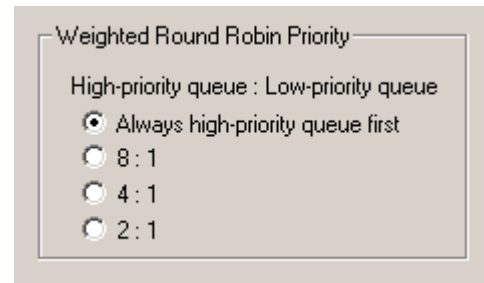 Weighted Round Robin Priority
High-priority queue : Low-priority queue
Always high-priority queue first
8 : 1
4 : 1
2 : 1